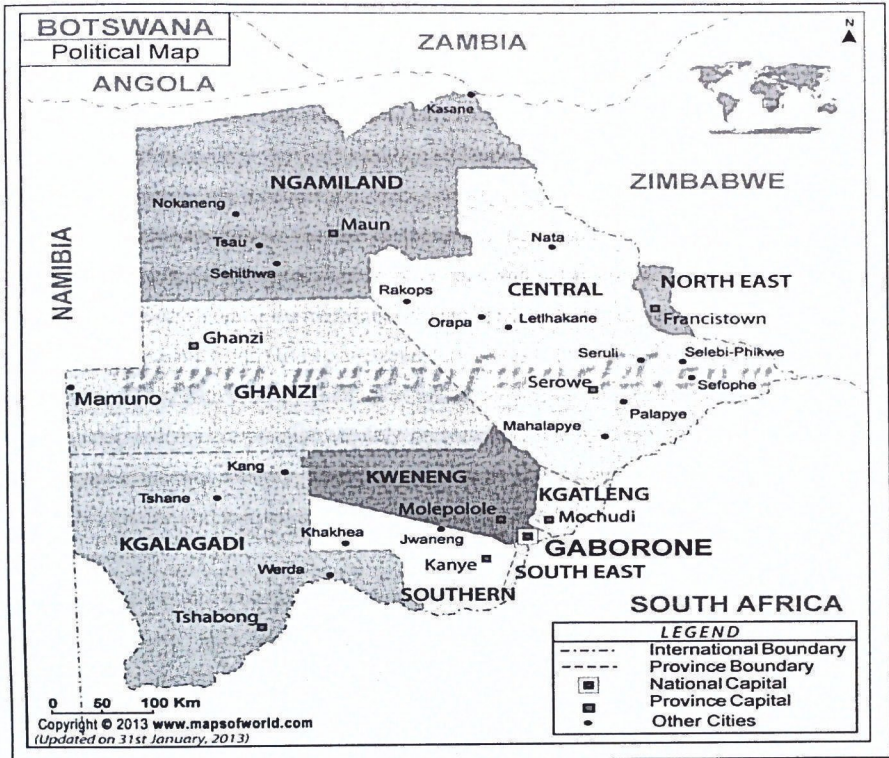 BOTSWANA
Political Map
N
ZAMBIA
ANGOLA
Kasane
NGAMILAND
ZIMBABWE
Nokaneng
Maun
Tsau
Nata
Sehithwa
NAMIBIA
Rakops
CENTRAL
NORTH EAST
Orapa
Letlhakane
Francistown
Ghanzi
Seruli
Selebi-Phikwe
www.mapsofworld.com
Serowe
Sefophe
Mamuno
GHANZI
Palapye
Mahalapye
Kang
KWENENG
KGATLENG
Tshane
Molepolole
Mochudi
Khakhea
Jwaneng
KGALAGADI
GABORONE
Kanye
SOUTH EAST
Werda
SOUTHERN
Tshabong
SOUTH AFRICA
LEGEND
International Boundary
Province Boundary
National Capital
Province Capital
Other Cities
0 50 100 Km
Copyright © 2013 www.mapsofworld.com
(Updated on 31st January, 2013)